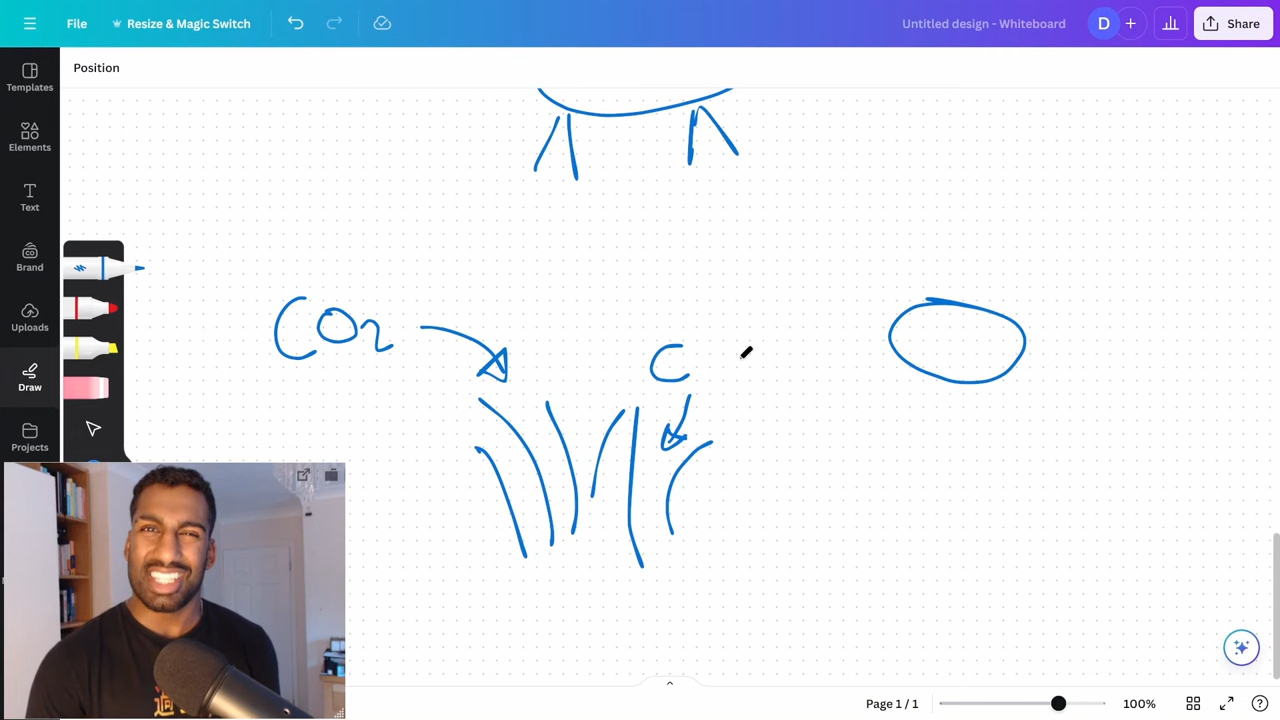 File
Resize & Magic Switch
Untitled design - Whiteboard
D
+
Share
Position
Templates
Elements
Text
Brand
Uploads
Draw
Projects
CO2
C
Page 1 / 1
100%
?